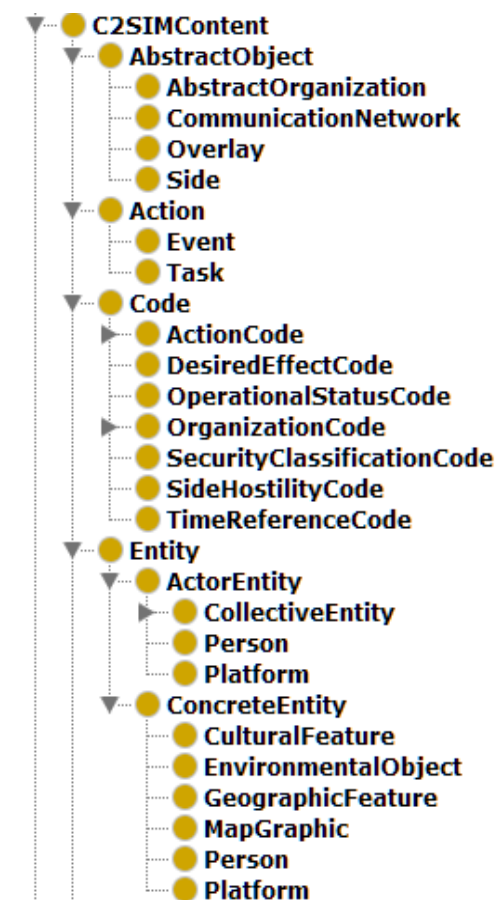 C2SIMContent
AbstractObject
AbstractOrganization
CommunicationNetwork
Overlay
Side
Action
Event
Task
Code
ActionCode
DesiredEffectCode
OperationalStatusCode
OrganizationCode
SecurityClassificationCode
SideHostilityCode
TimeReferenceCode
Entity
ActorEntity
CollectiveEntity
Person
Platform
ConcreteEntity
CulturalFeature
EnvironmentalObject
GeographicFeature
MapGraphic
Person
Platform